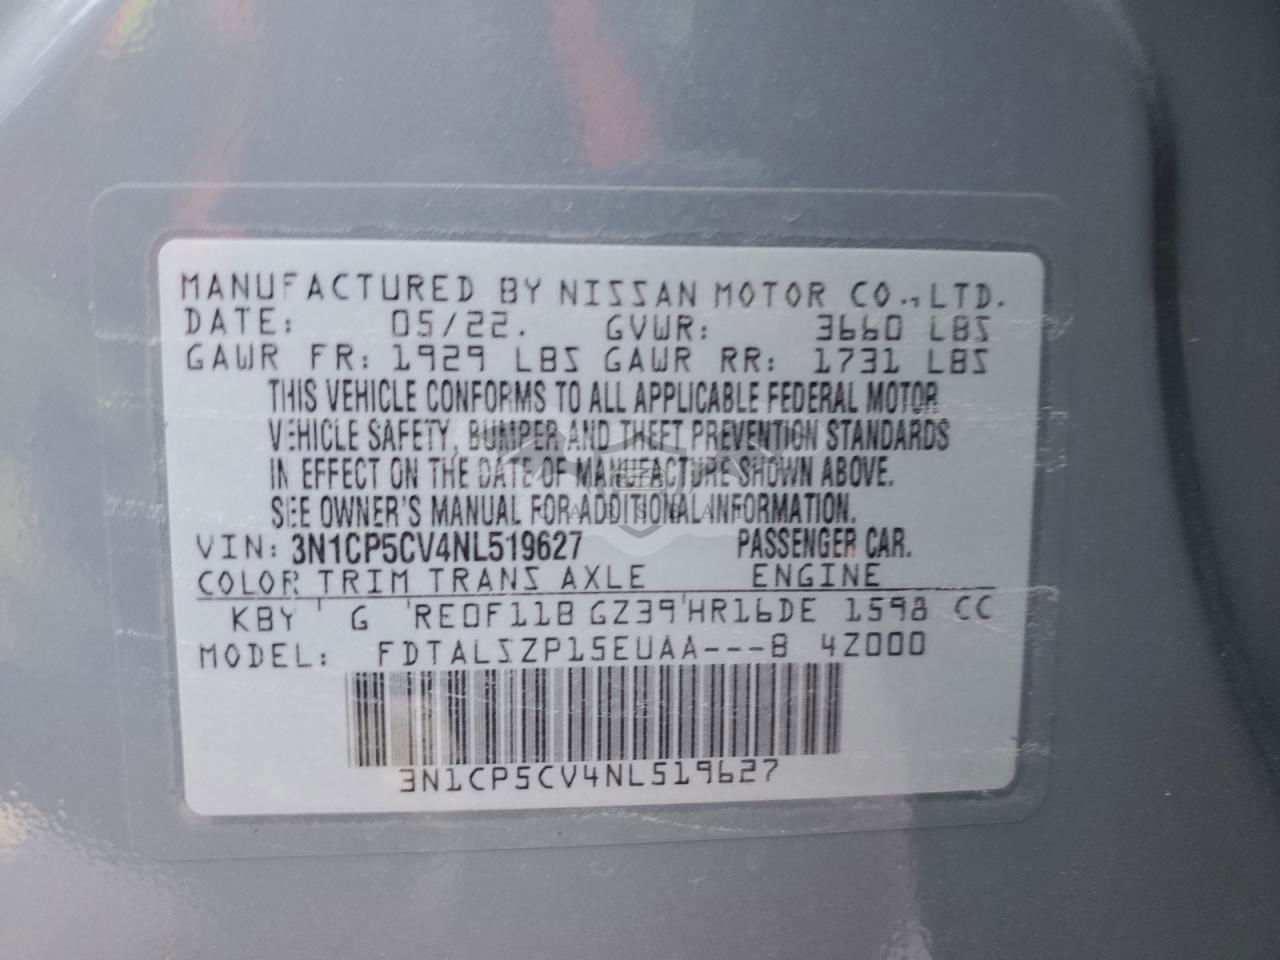 MANUFACTURED BY NISSAN MOTOR CO., LTD.
DATE: 05/22. GVWR: 3660 LBS
GAWR FR: 1929 LBS GAWR RR: 1731 LBS
THIS VEHICLE CONFORMS TO ALL APPLICABLE FEDERAL MOTOR
VEHICLE SAFETY, BUMPER AND THEFT PREVENTION STANDARDS
IN EFFECT ON THE DATE OF MANUFACTURE SHOWN ABOVE.
SEE OWNER'S MANUAL FOR ADDITIONAL INFORMATION.
VIN: 3N1CP5CV4NL519627 PASSENGER CAR.
COLOR TRIM TRANS AXLE ENGINE
KBY ' G 'RE0F11B GZ39'HR16DE 1598 CC
MODEL: FDTALSZP15EUAA---B 4Z000
3N1CP5CV4NL519627